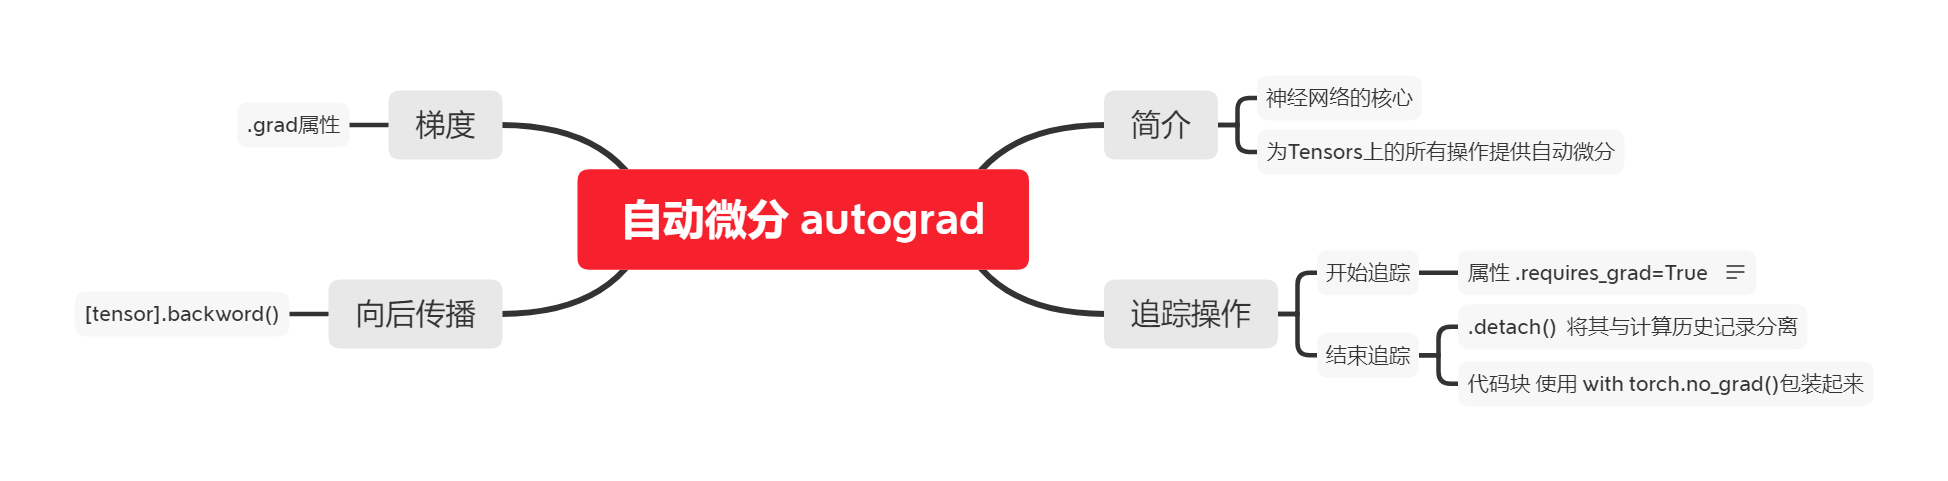 自动微分 autograd
简介
神经网络的核心
为Tensors上的所有操作提供自动微分
追踪操作
开始追踪
属性 .requires_grad=True
结束追踪
.detach() 将其与计算历史记录分离
代码块 使用 with torch.no_grad()包装起来
梯度
.grad属性
向后传播
[tensor].backword()